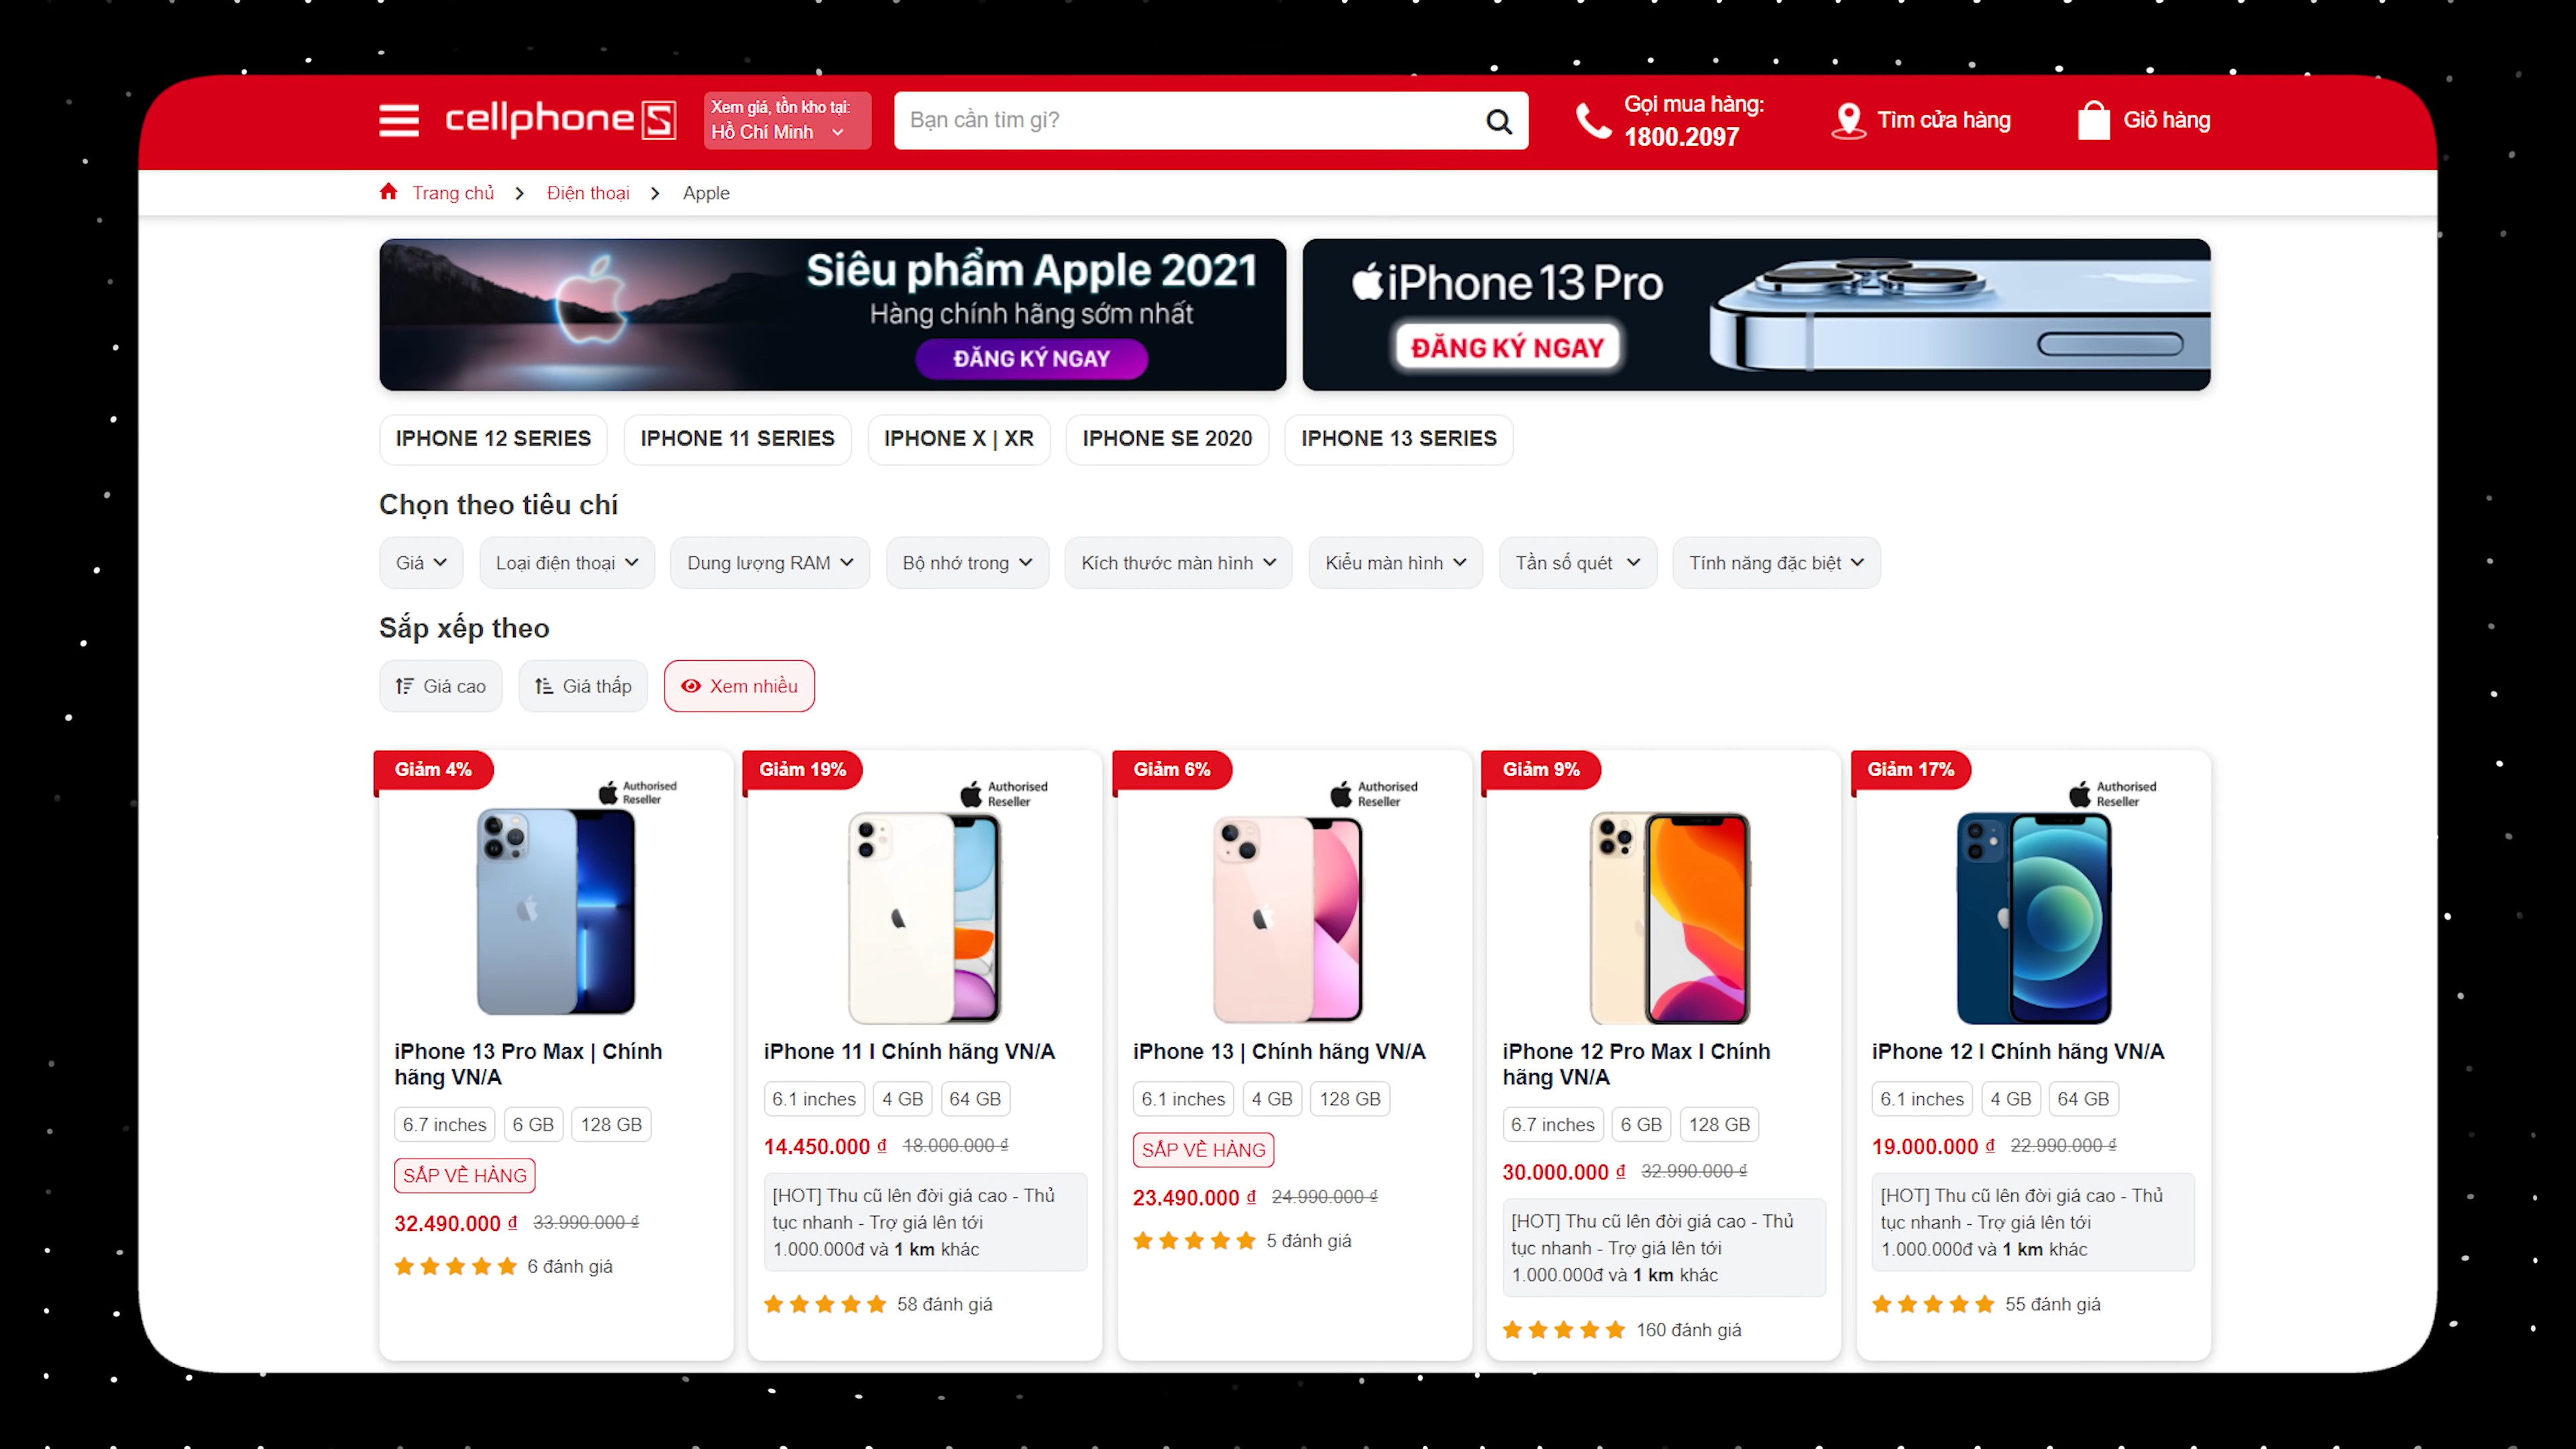 cellphoneS
Xem giá, tồn kho tại:
Hồ Chí Minh
Bạn cần tìm gì?
Gọi mua hàng:
1800.2097
Tìm cửa hàng
Giỏ hàng
Trang chủ
Điện thoại
Apple
Siêu phẩm Apple 2021
Hàng chính hãng sớm nhất
ĐĂNG KÝ NGAY
iPhone 13 Pro
ĐĂNG KÝ NGAY
IPHONE 12 SERIES
IPHONE 11 SERIES
IPHONE X | XR
IPHONE SE 2020
IPHONE 13 SERIES
Chọn theo tiêu chí
Giá
Loại điện thoại
Dung lượng RAM
Bộ nhớ trong
Kích thước màn hình
Kiểu màn hình
Tần số quét
Tính năng đặc biệt
Sắp xếp theo
Giá cao
Giá thấp
Xem nhiều
Giảm 4%
Authorised
Reseller
iPhone 13 Pro Max | Chính
hãng VN/A
6.7 inches
6 GB
128 GB
SẮP VỀ HÀNG
32.490.000 ₫ 33.990.000 ₫
6 đánh giá
Giảm 19%
Authorised
Reseller
iPhone 11 I Chính hãng VN/A
6.1 inches
4 GB
64 GB
14.450.000 ₫ 18.000.000 ₫
[HOT] Thu cũ lên đời giá cao - Thủ
tục nhanh - Trợ giá lên tới
1.000.000đ và 1 km khác
58 đánh giá
Giảm 6%
Authorised
Reseller
iPhone 13 | Chính hãng VN/A
6.1 inches
4 GB
128 GB
SẮP VỀ HÀNG
23.490.000 ₫ 24.990.000 ₫
5 đánh giá
Giảm 9%
iPhone 12 Pro Max I Chính
hãng VN/A
6.7 inches
6 GB
128 GB
30.000.000 ₫ 32.990.000 ₫
[HOT] Thu cũ lên đời giá cao - Thủ
tục nhanh - Trợ giá lên tới
1.000.000đ và 1 km khác
160 đánh giá
Giảm 17%
Authorised
Reseller
iPhone 12 I Chính hãng VN/A
6.1 inches
4 GB
64 GB
19.000.000 ₫ 22.990.000 ₫
[HOT] Thu cũ lên đời giá cao - Thủ
tục nhanh - Trợ giá lên tới
1.000.000đ và 1 km khác
55 đánh giá